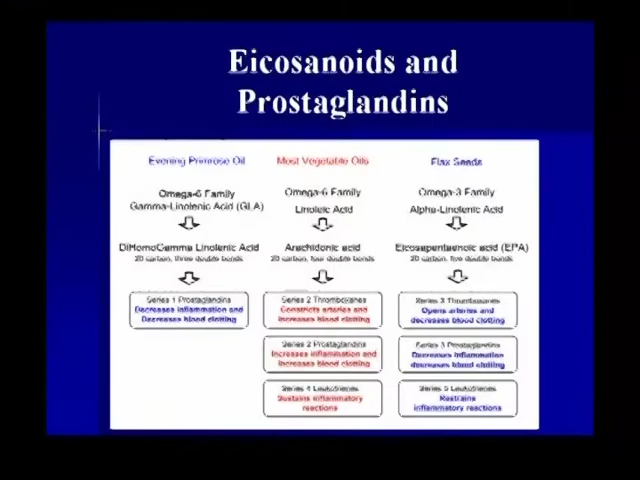 Eicosanoids and
Prostaglandins
Evening Primrose Oil
Omega-6 Family
Gamma-Linolenic Acid (GLA)
DiHomoGamma Linolenic Acid
20 carbon, three double bonds
Series 1 Prostaglandins
Decreases inflamation and
Decreases blood clotting
Most Vegetable Oils
Omega-6 Family
Linoleic Acid
Arachidonic acid
20 carbon, four double bonds
Series 2 Thromboxanes
Constricts arteries and
increases blood clotting
Series 2 Prostaglandins
Increases inflammation and
increases blood clotting
Series 4 Leukotrienes
Sustains inflammatory
reactions
Flax Seeds
Omega-3 Family
Alpha-Linolenic Acid
Eicosapentaenoic acid (EPA)
20 carbon, five double bonds
Series 3 Thromboxanes
Opens arteries and
decreases blood clotting
Series 3 Prostaglandins
Decreases inflammation
decreases blood clotting
Series 5 Leukotrienes
Restrains
inflammatory reactions